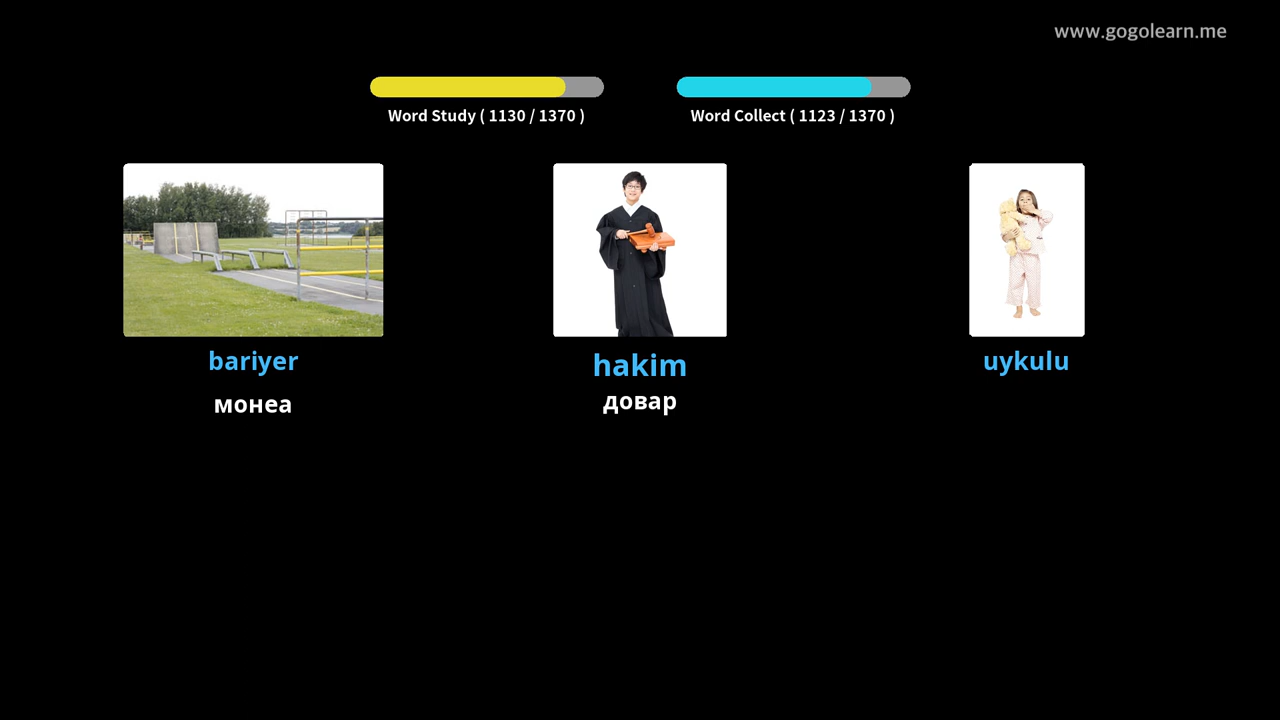 www.gogolearn.me
Word Study ( 1130 / 1370 )
Word Collect ( 1123 / 1370 )
bariyer
hakim
uykulu
монеа
довар